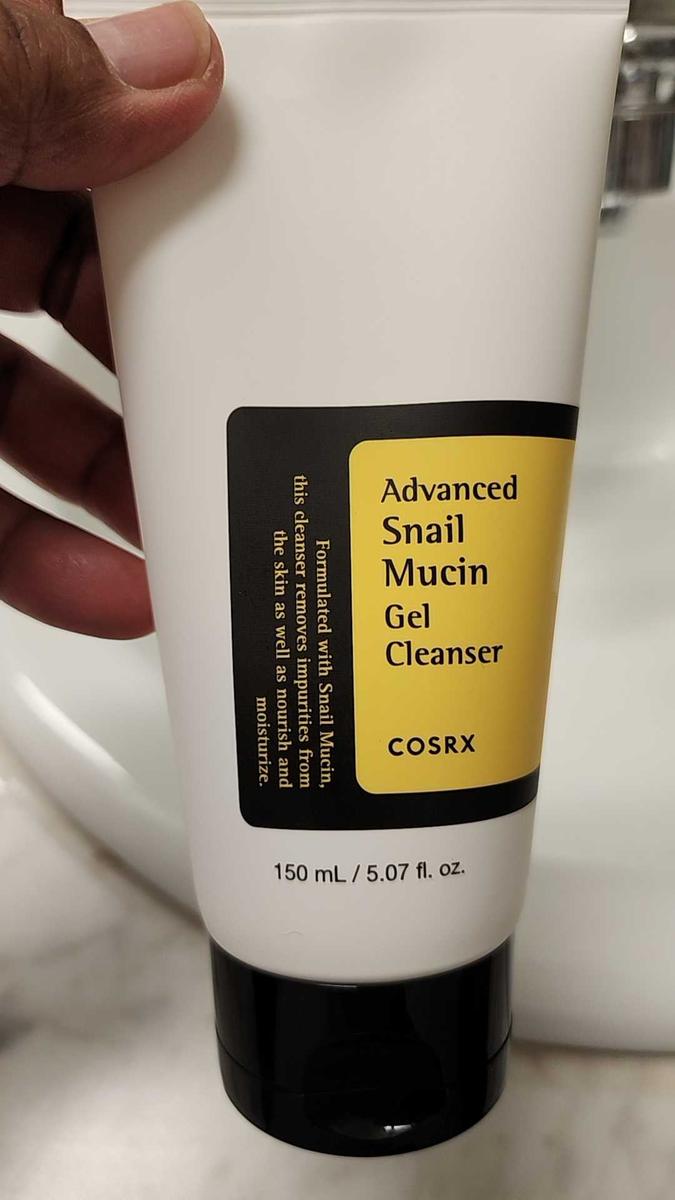 Advanced
Snail
Mucin
Gel
Cleanser
COSRX
Formulated with Snail Mucin,
this cleanser removes impurities from
the skin as well as nourish and
moisturize.
150 mL / 5.07 fl. oz.